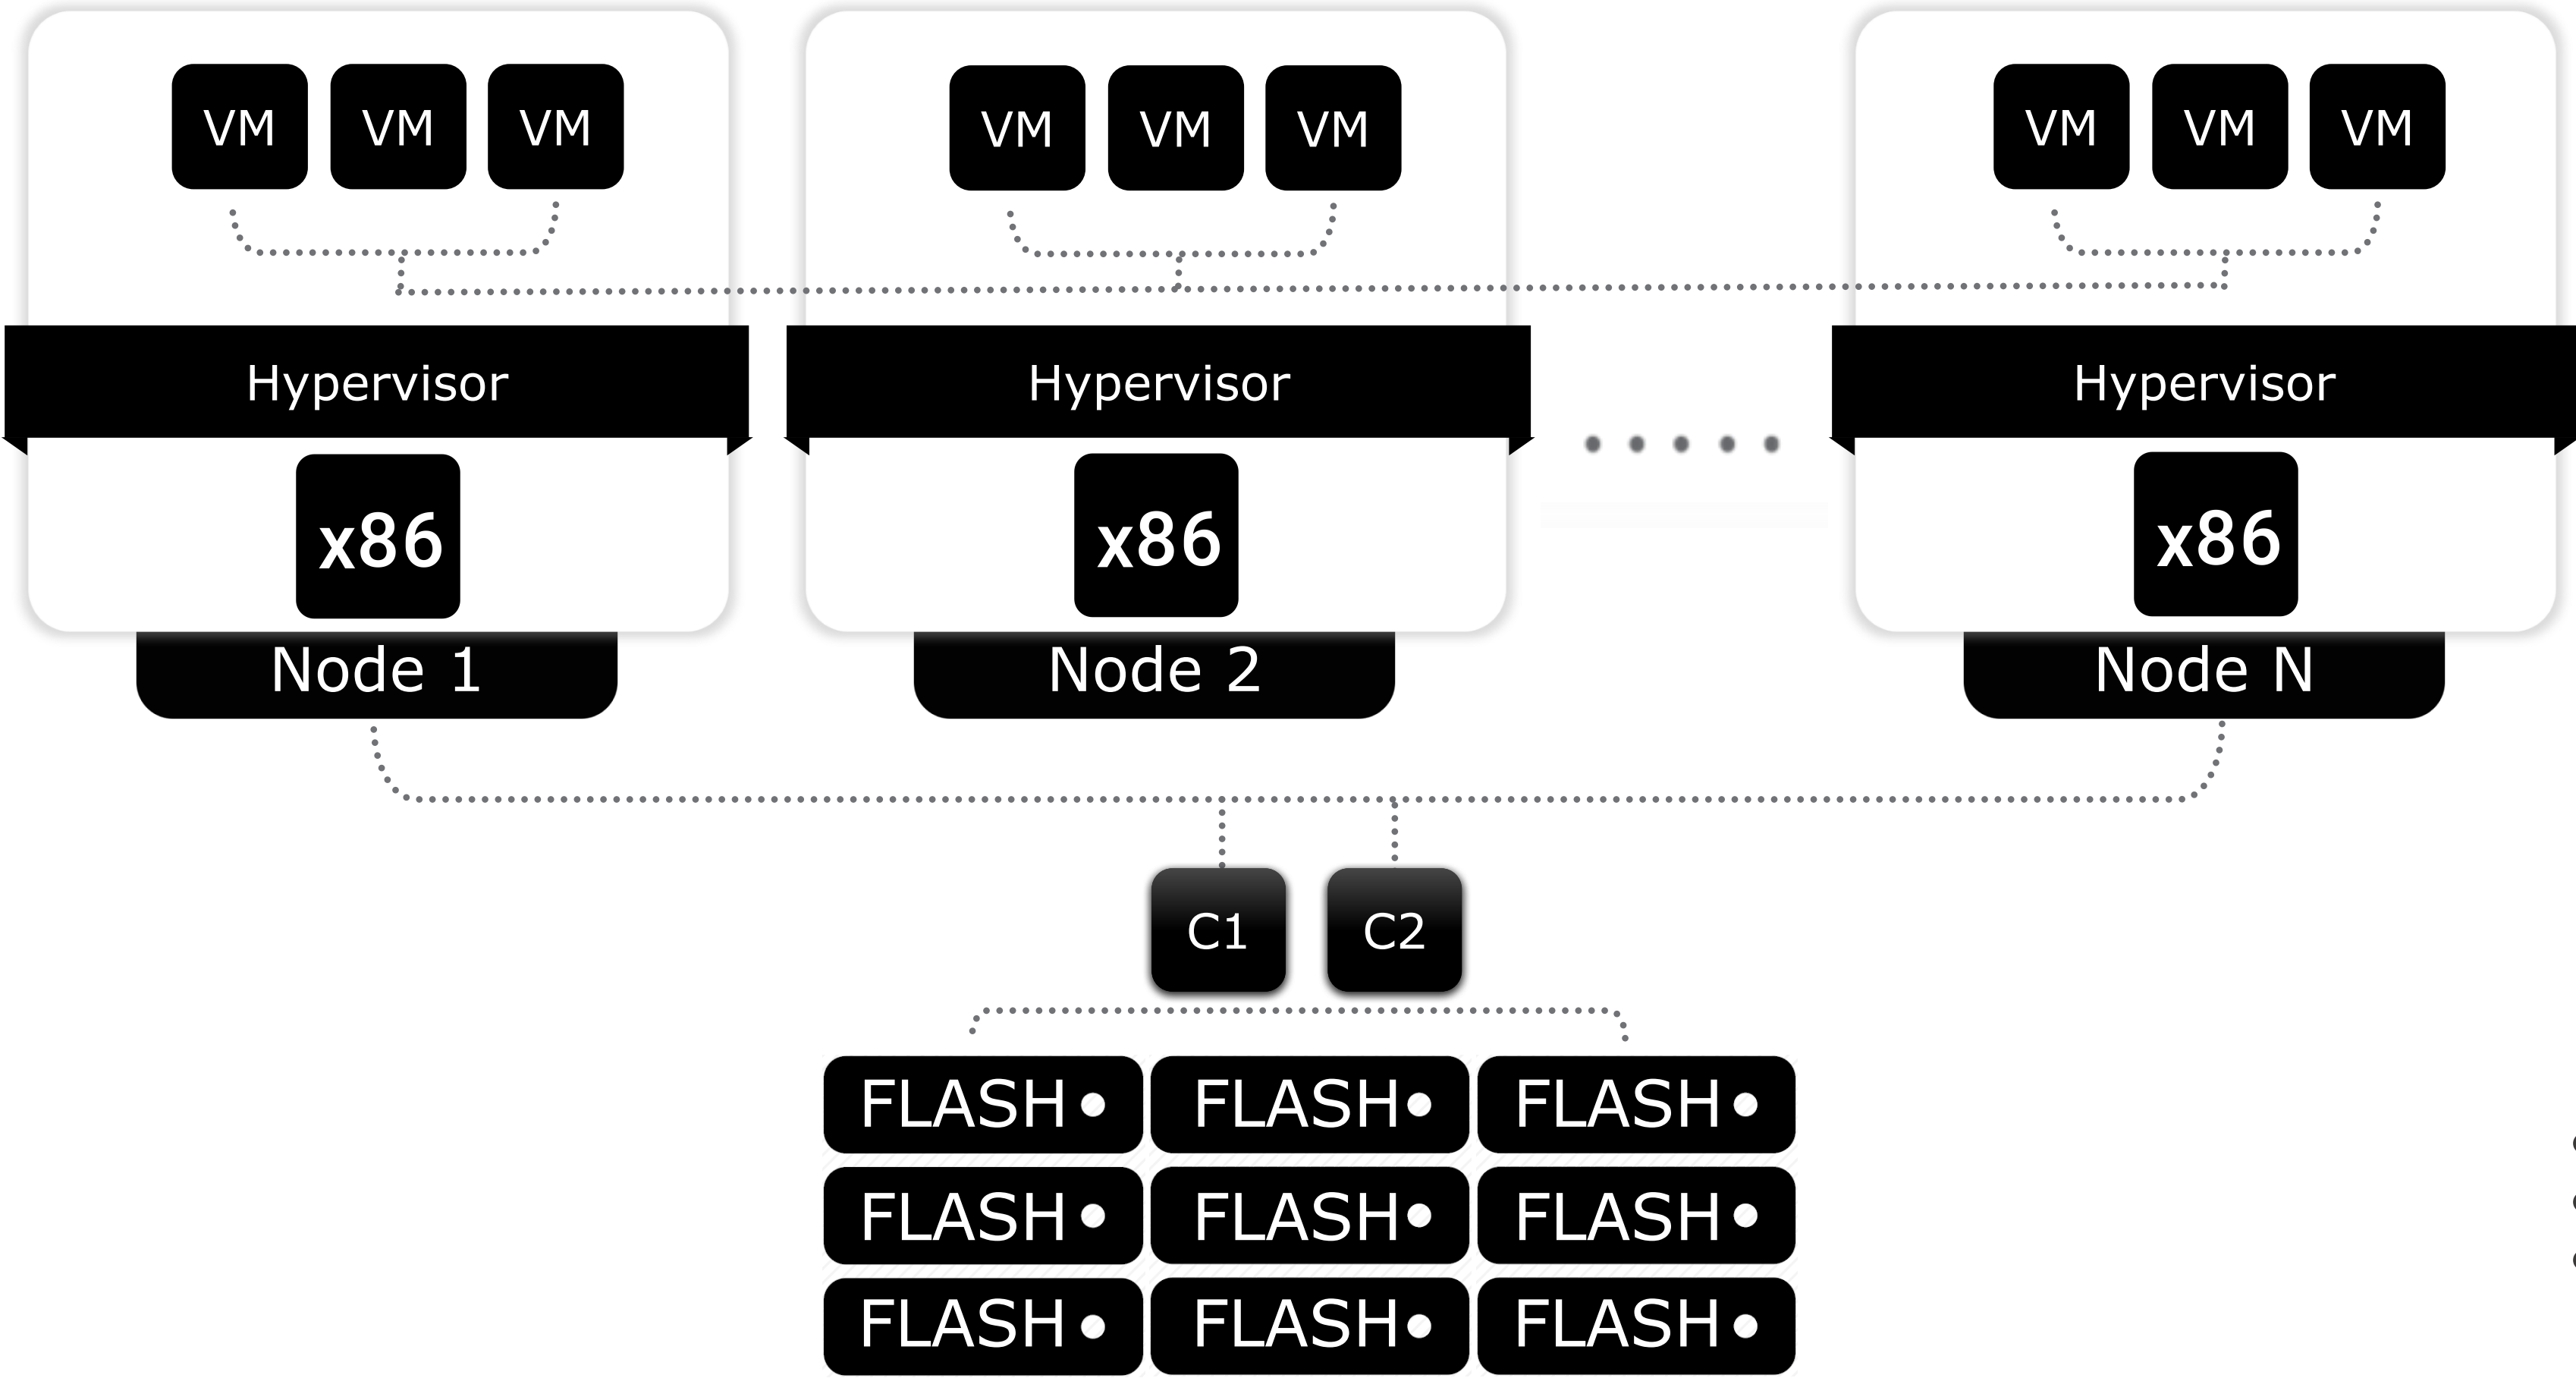 VM VM VM VM VM VM VM VM VM
Hypervisor Hypervisor Hypervisor
x86 x86 x86
Node 1 Node 2 Node N
C1 C2
FLASH FLASH FLASH
FLASH FLASH FLASH
FLASH FLASH FLASH